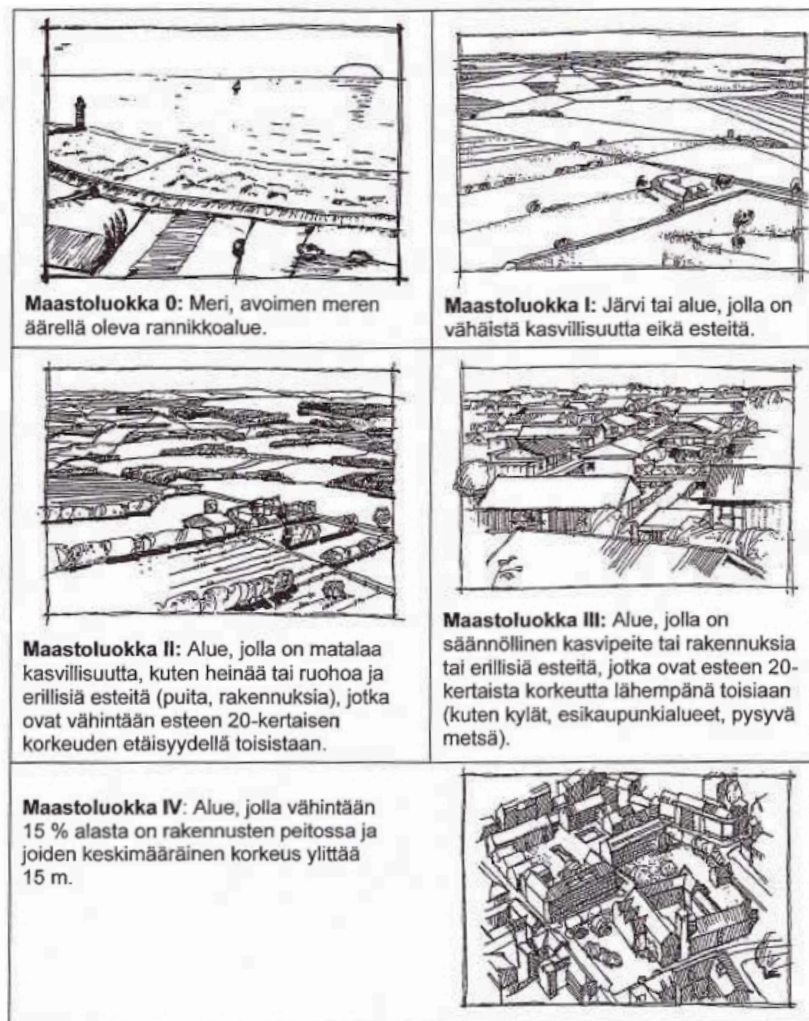 Maastoluokka 0: Meri, avoimen meren
äärellä oleva rannikkoalue.
Maastoluokka I: Järvi tai alue, jolla on
vähäistä kasvillisuutta eikä esteitä.
Maastoluokka II: Alue, jolla on matalaa
kasvillisuutta, kuten heinää tai ruohoa ja
erillisiä esteitä (puita, rakennuksia), jotka
ovat vähintään esteen 20-kertaisen
korkeuden etäisyydellä toisistaan.
Maastoluokka III: Alue, jolla on
säännöllinen kasvipeite tai rakennuksia
tai erillisiä esteitä, jotka ovat esteen 20-
kertaista korkeutta lähempänä toisiaan
(kuten kylät, esikaupunkialueet, pysyvä
metsä).
Maastoluokka IV: Alue, jolla vähintään
15 % alasta on rakennusten peitossa ja
joiden keskimääräinen korkeus ylittää
15 m.